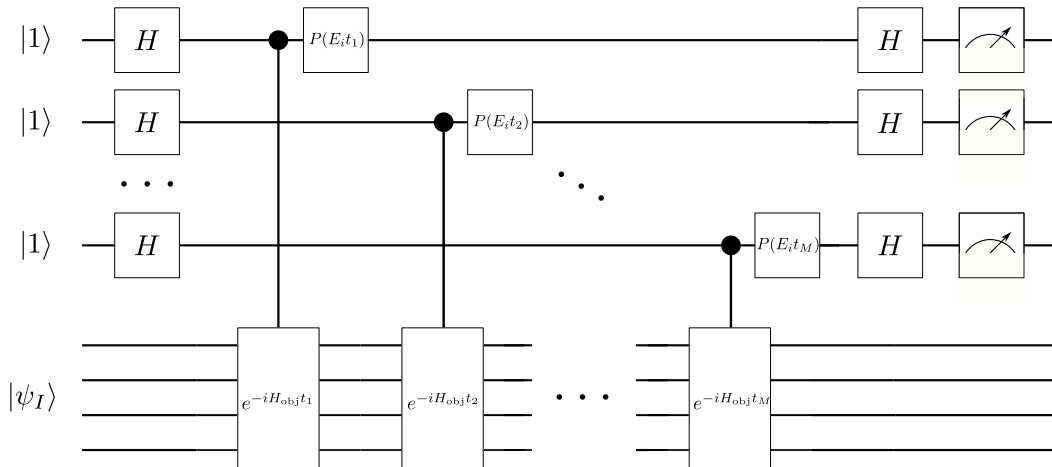 |1⟩ H P(E_i t_1) H
|1⟩ H P(E_i t_2) H
|1⟩ H P(E_i t_M) H
|ψ_I⟩ e^{-iH_obj t_1} e^{-iH_obj t_2} e^{-iH_obj t_M}